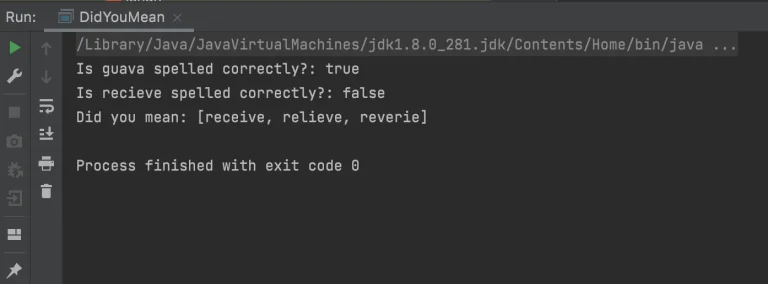 Run: DidYouMean
/Library/Java/JavaVirtualMachines/jdk1.8.0_281.jdk/Contents/Home/bin/java ...
Is guava spelled correctly?: true
Is recieve spelled correctly?: false
Did you mean: [receive, relieve, reverie]
Process finished with exit code 0